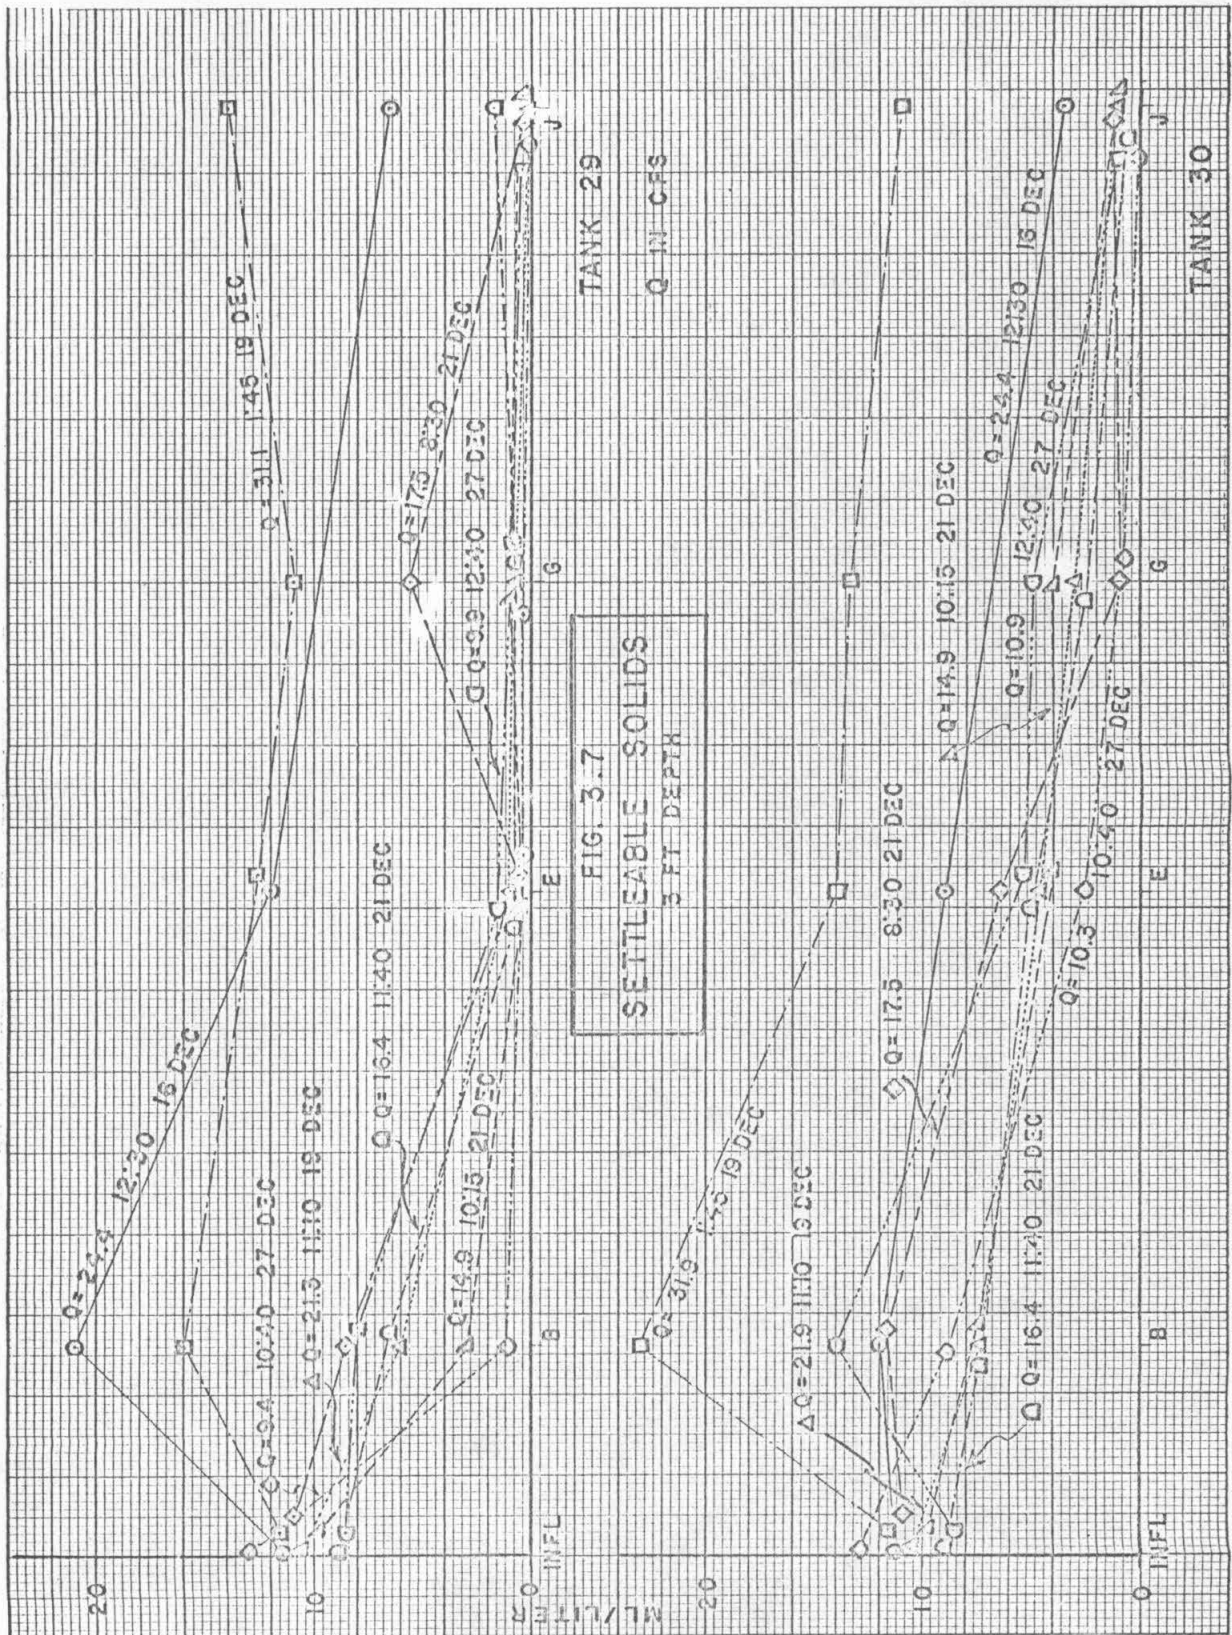 20
10
0
ML/LITER
INFL
B
E
G
J
Q=24.4 12:30 16 DEC
Q=31.1 1:45 19 DEC
Q=9.4 10:40 27 DEC
Q=21.3 11:10 19 DEC
Q=16.4 11:40 21 DEC
Q=14.9 10:15 21 DEC
Q=17.5 8:30 21 DEC
Q=9.9 12:40 27 DEC
TANK 29
Q IN CFS
FIG. 3.7
SETTLEABLE SOLIDS
3 FT DEPTH
20
10
0
INFL
B
E
G
J
Q=31.9 1:45 19 DEC
Q=21.9 11:10 19 DEC
Q=16.4 11:40 21 DEC
Q=17.5 8:30 21 DEC
Q=10.3 10:40 27 DEC
Q=14.9 10:15 21 DEC
Q=10.9 12:40 27 DEC
Q=24.4 12:30 16 DEC
TANK 30